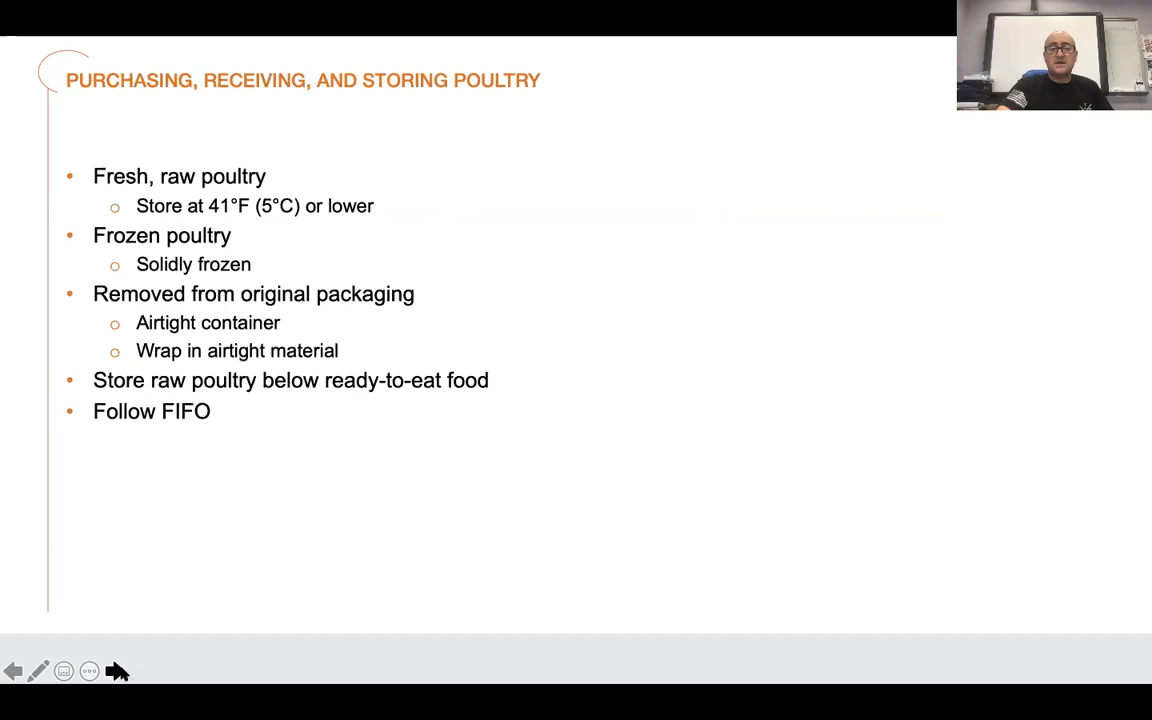 PURCHASING, RECEIVING, AND STORING POULTRY
• Fresh, raw poultry
o Store at 41°F (5°C) or lower
• Frozen poultry
o Solidly frozen
• Removed from original packaging
o Airtight container
o Wrap in airtight material
• Store raw poultry below ready-to-eat food
• Follow FIFO